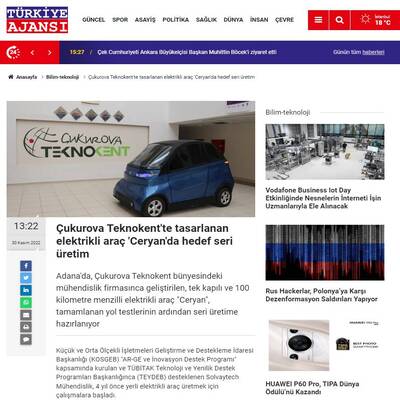 TÜRKİYE
AJANSI
GÜNCEL SPOR ASAYİŞ POLİTİKA SAĞLIK DÜNYA İNSAN ÇEVRE
İstanbul
18 °C
24
15:27 / Çek Cumhuriyeti Ankara Büyükelçisi Başkan Muhittin Böcek'i ziyaret etti
Günün tüm haberleri
Anasayfa » Bilim-teknoloji » Çukurova Teknokent'te tasarlanan elektrikli araç 'Ceryan'da hedef seri üretim
ÇUKUROVA
TEKNOKENT
13:22
30 Kasım 2022
Çukurova Teknokent'te tasarlanan
elektrikli araç 'Ceryan'da hedef seri
üretim
Adana'da, Çukurova Teknokent bünyesindeki
mühendislik firmasınca geliştirilen, tek kapılı ve 100
kilometre menzilli elektrikli araç "Ceryan",
tamamlanan yol testlerinin ardından seri üretime
hazırlanıyor
Küçük ve Orta Ölçekli İşletmeleri Geliştirme ve Destekleme İdaresi
Başkanlığı (KOSGEB) "AR-GE ve İnovasyon Destek Programı"
kapsamında kurulan ve TÜBİTAK Teknoloji ve Yenilik Destek
Programları Başkanlığınca (TEYDEB) desteklenen Solvaytech
Mühendislik, 4 yıl önce yerli elektrikli araç üretmek için
çalışmalara başladı.
Bilim-teknoloji
Vodafone Business Iot Day
Etkinliğinde Nesnelerin İnterneti İşin
Uzmanlarıyla Ele Alınacak
Rus Hackerlar, Polonya'ya Karşı
Dezenformasyon Saldırıları Yapıyor
HUAWEI P60 Pro, TIPA Dünya
Ödülü'nü Kazandı